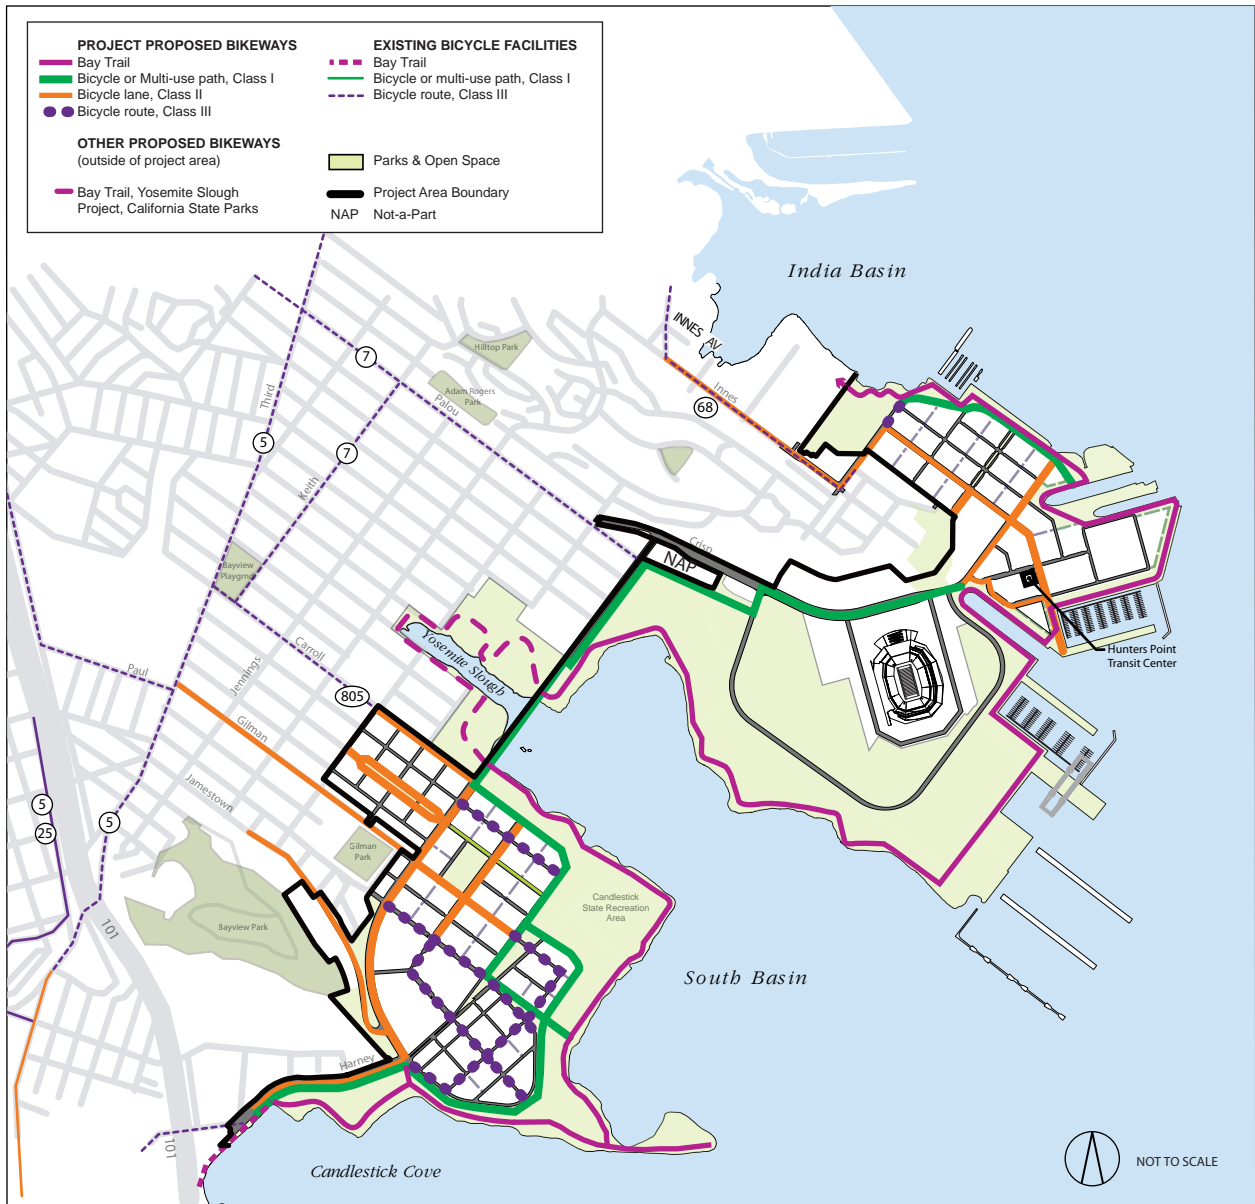 PROJECT PROPOSED BIKEWAYS
Bay Trail
Bicycle or Multi-use path, Class I
Bicycle lane, Class II
Bicycle route, Class III
OTHER PROPOSED BIKEWAYS
(outside of project area)
Bay Trail, Yosemite Slough
Project, California State Parks
EXISTING BICYCLE FACILITIES
Bay Trail
Bicycle or multi-use path, Class I
Bicycle route, Class III
Parks & Open Space
Project Area Boundary
NAP Not-a-Part
India Basin
INNES AV
Hilltop Park
7
Adam Rogers
Park
Palou
Third
Innes
68
5
7
Keith
Crisp
NAP
Bayview
Playgrnd
Yosemite Slough
Hunters Point
Transit Center
Carroll
Paul
Jennings
805
Gilman
Jamestown
5
25
5
Gilman
Park
Candlestick
State Recreation
Area
Bayview Park
101
South Basin
Harney
101
Candlestick Cove
NOT TO SCALE